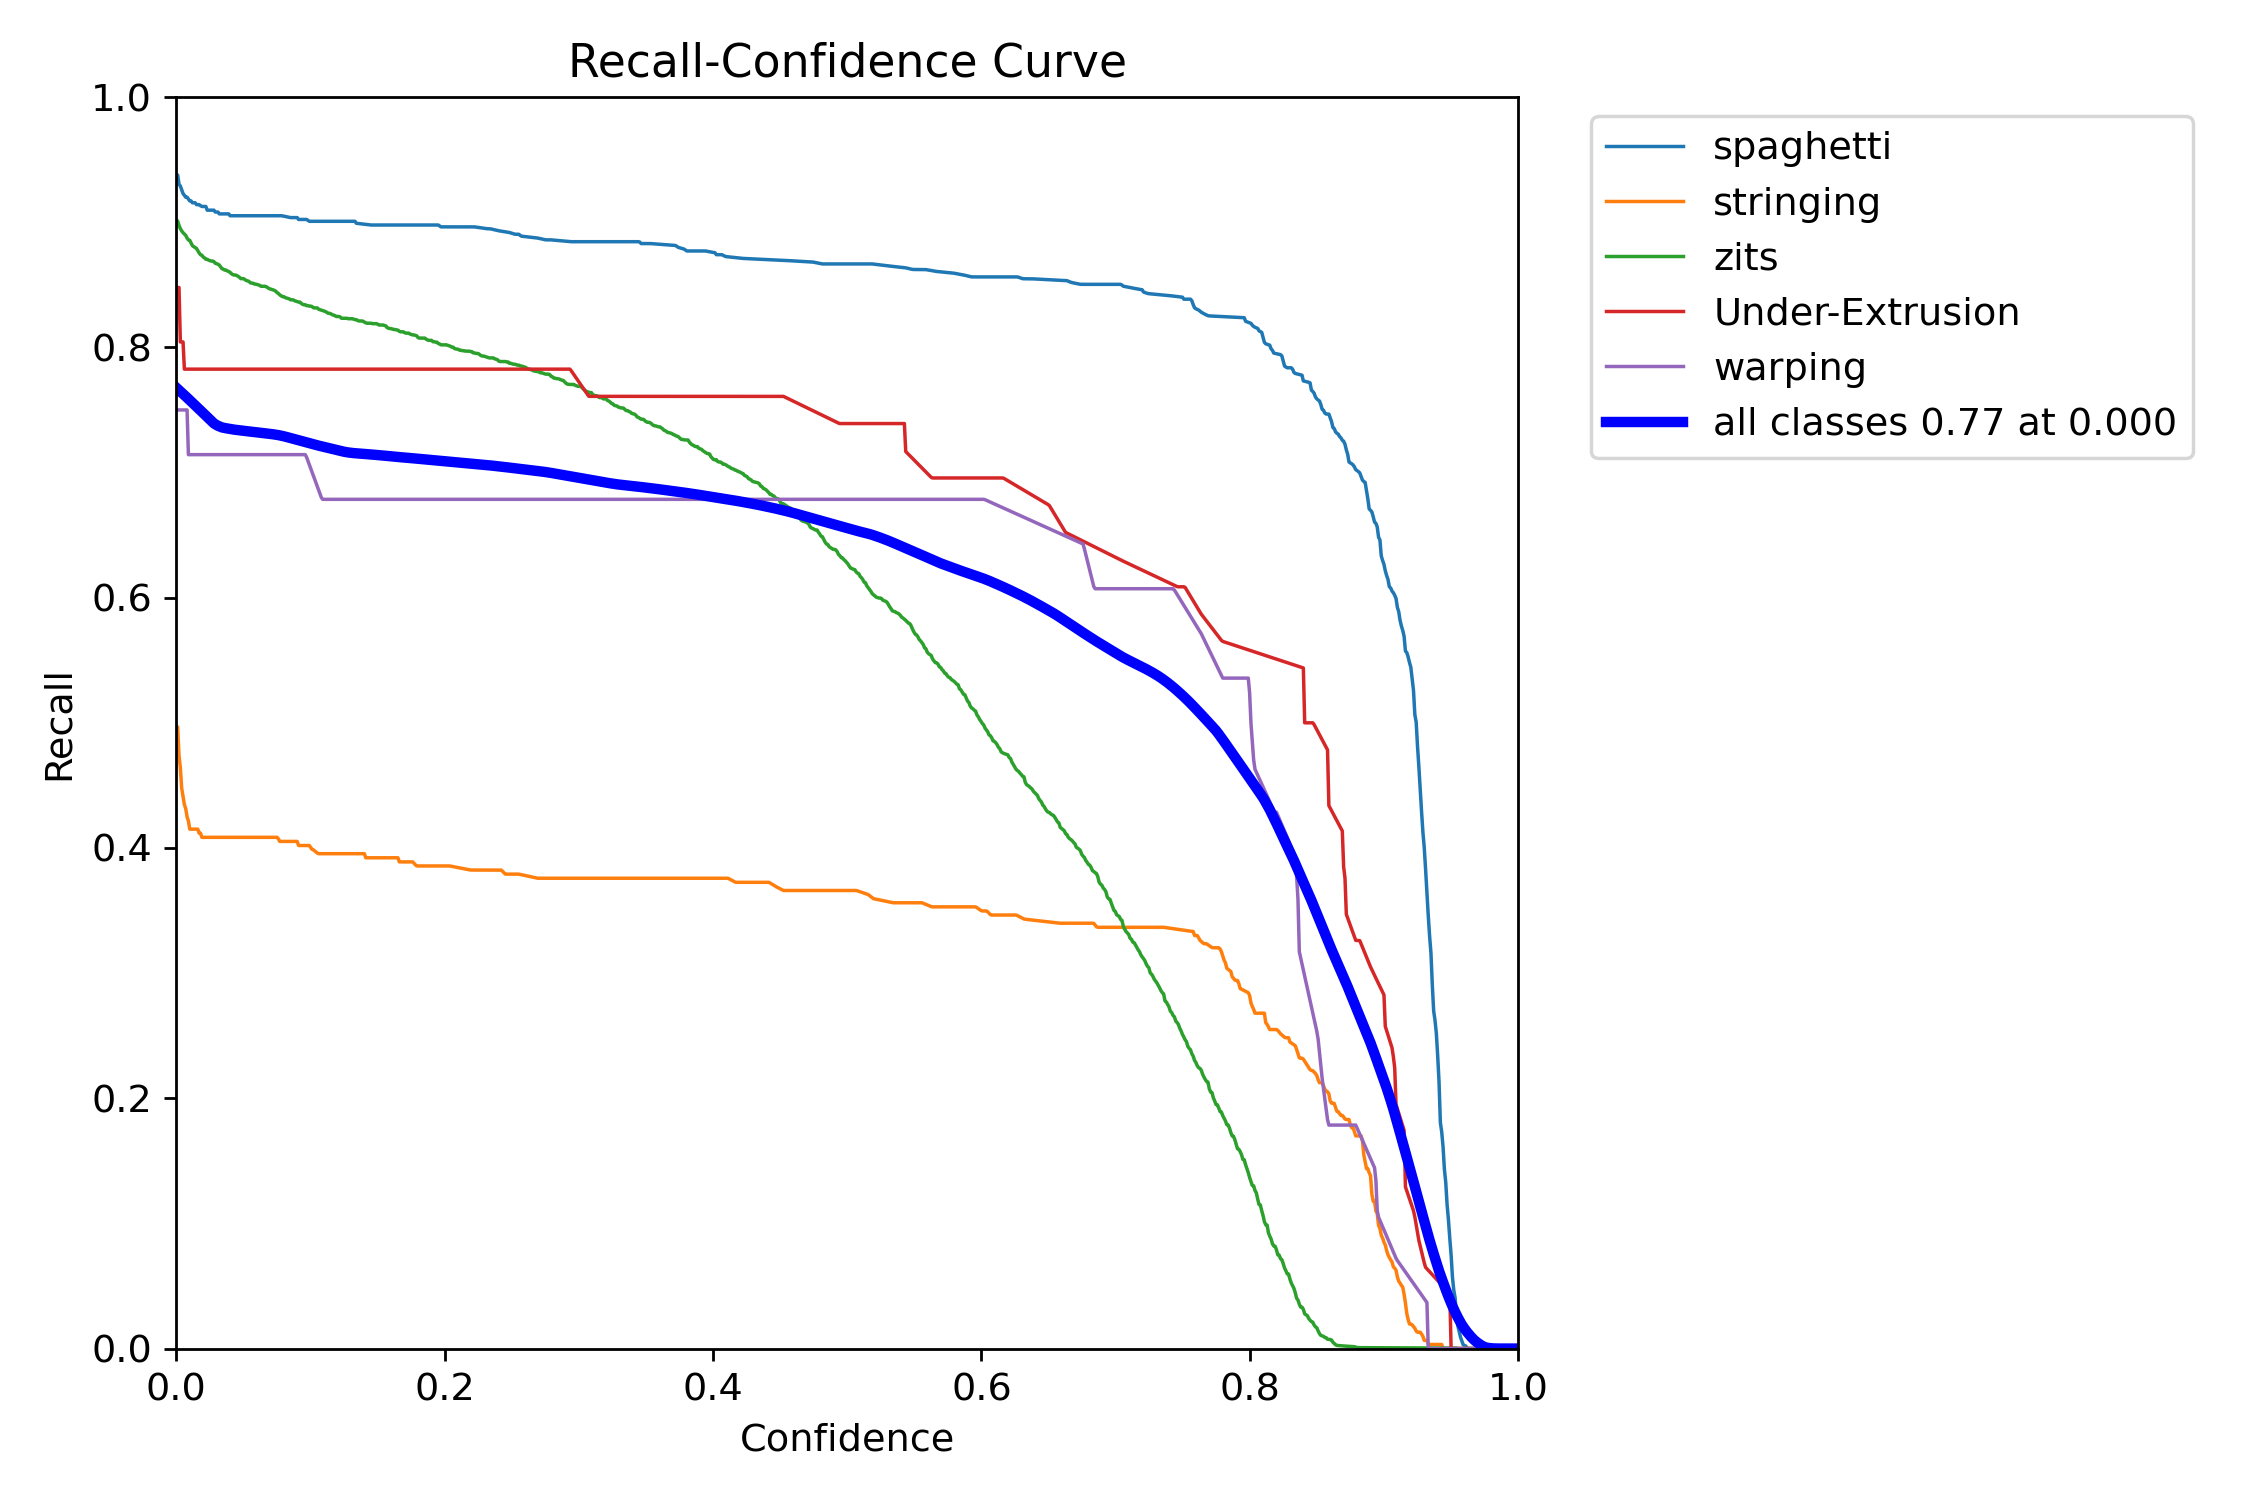 Recall-Confidence Curve
1.0
0.8
0.6
0.4
0.2
0.0
Recall
0.0 0.2 0.4 0.6 0.8 1.0
Confidence
spaghetti
stringing
zits
Under-Extrusion
warping
all classes 0.77 at 0.000